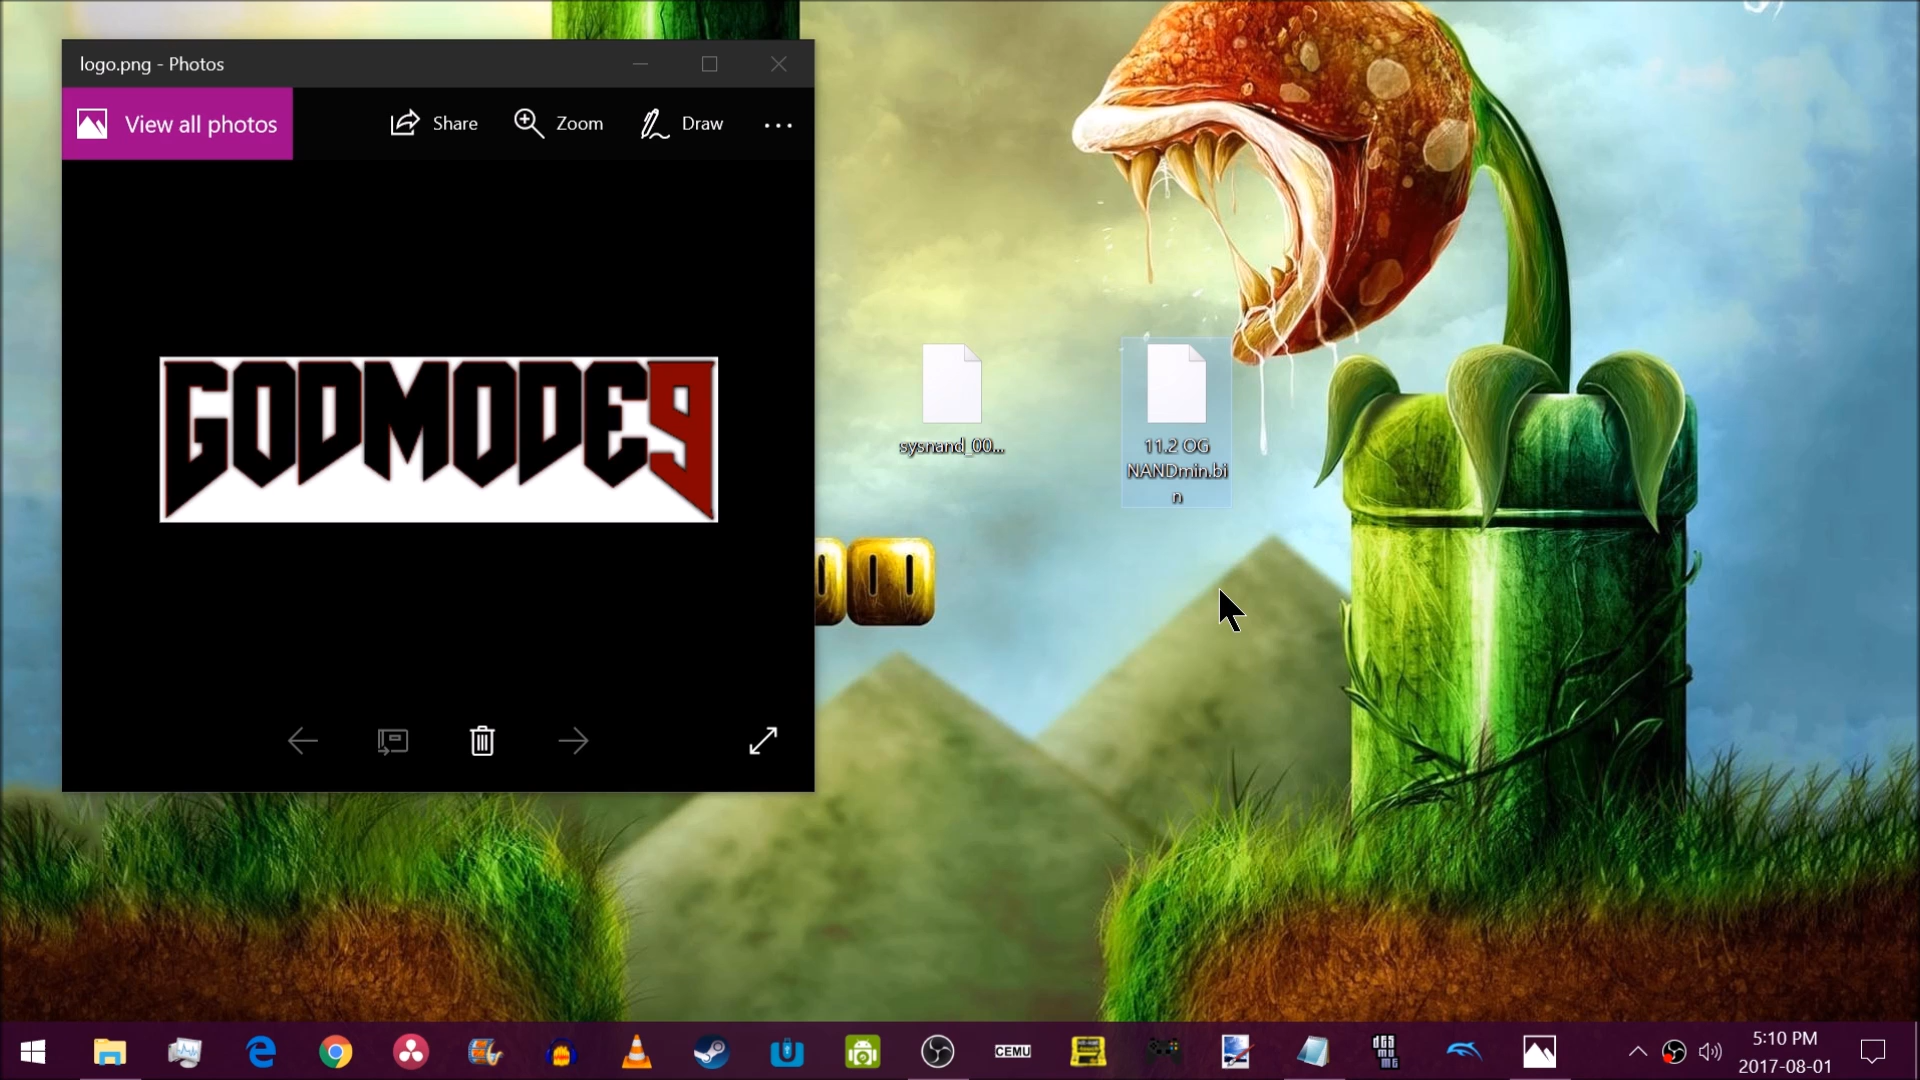 logo.png - Photos
View all photos
Share
Zoom
Draw
GODMODE9
sysnand_00...
11.2 OG
NANDmin.bi
n
CEMU
5:10 PM
2017-08-01